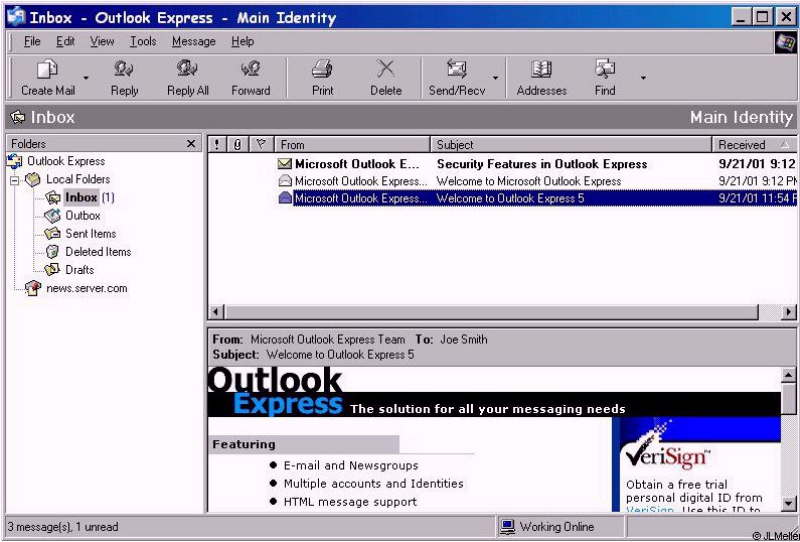 Inbox - Outlook Express - Main Identity
File Edit View Tools Message Help
Create Mail Reply Reply All Forward Print Delete Send/Recv Addresses Find
Inbox Main Identity
Folders
Outlook Express
Local Folders
Inbox (1)
Outbox
Sent Items
Deleted Items
Drafts
news.server.com
! From Subject Received
Microsoft Outlook E... Security Features in Outlook Express 9/21/01 9:12
Microsoft Outlook Express... Welcome to Microsoft Outlook Express 9/21/01 9:12 PM
Microsoft Outlook Express... Welcome to Outlook Express 5 9/21/01 11:54 P
From: Microsoft Outlook Express Team To: Joe Smith
Subject: Welcome to Outlook Express 5
Outlook
Express The solution for all your messaging needs
Featuring
E-mail and Newsgroups
Multiple accounts and Identities
HTML message support
VeriSign™
Obtain a free trial
personal digital ID from
VeriSign. Use this ID to
3 message(s), 1 unread Working Online
© JLMeller